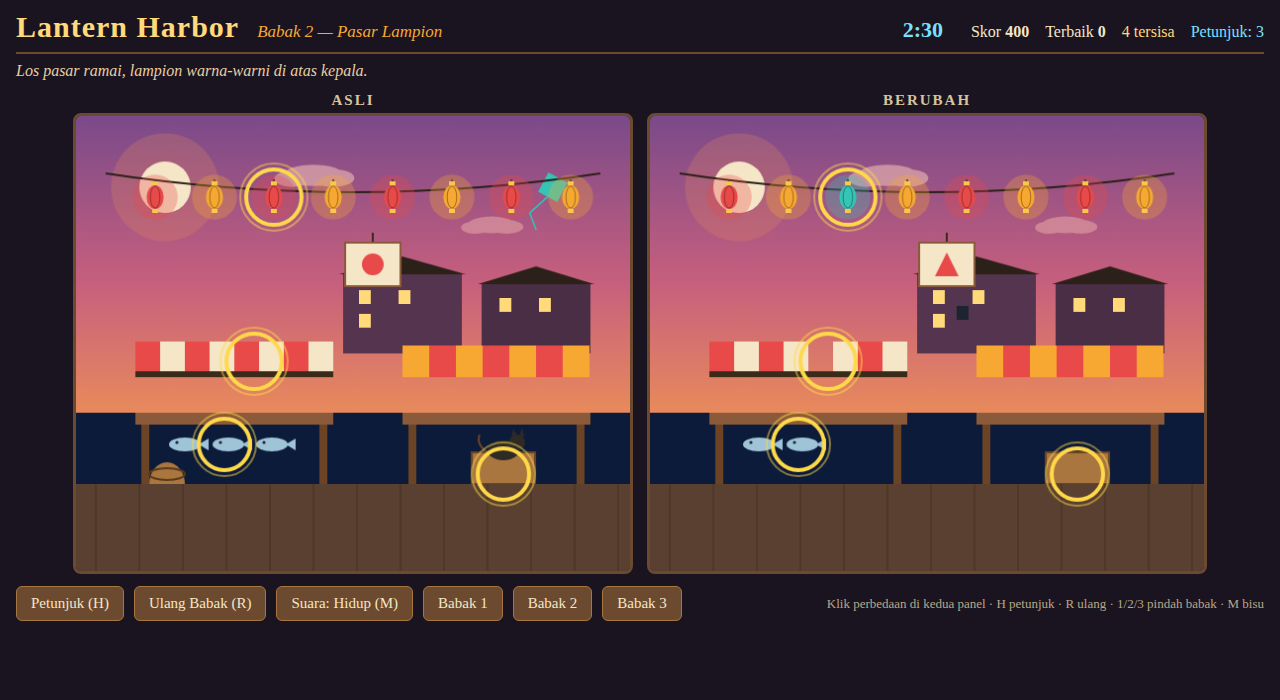 Lantern Harbor Babak 2 — Pasar Lampion 2:30 Skor 400 Terbaik 0 4 tersisa Petunjuk: 3
Los pasar ramai, lampion warna-warni di atas kepala.
ASLI BERUBAH
Petunjuk (H) Ulang Babak (R) Suara: Hidup (M) Babak 1 Babak 2 Babak 3 Klik perbedaan di kedua panel · H petunjuk · R ulang · 1/2/3 pindah babak · M bisu